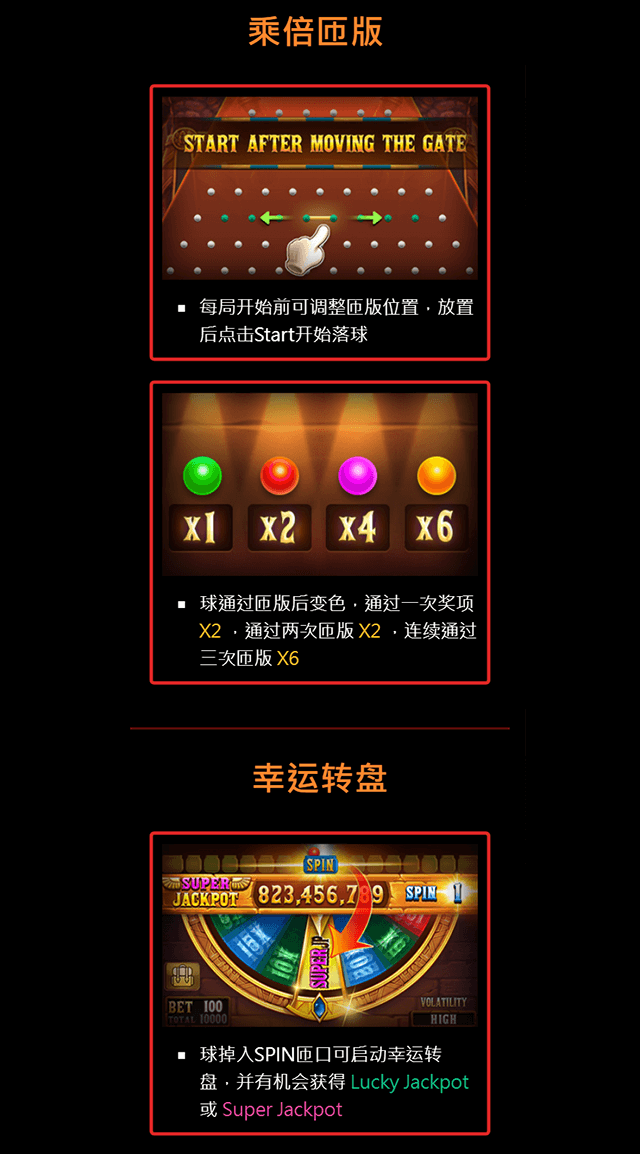 乘倍匝版
START AFTER MOVING THE GATE
每局开始前可调整匝版位置，放置
后点击Start开始落球
x1 x2 x4 x6
球通过匝版后变色，通过一次奖项
X2 ，通过两次匝版 X2 ，连续通过
三次匝版 X6
幸运转盘
SPIN
SUPER
JACKPOT
823,456,789
SPIN 1
10X
SUPER JP
BET 100
TOTAL 10000
VOLATILITY
HIGH
球掉入SPIN匝口可启动幸运转
盘，并有机会获得 Lucky Jackpot
或 Super Jackpot